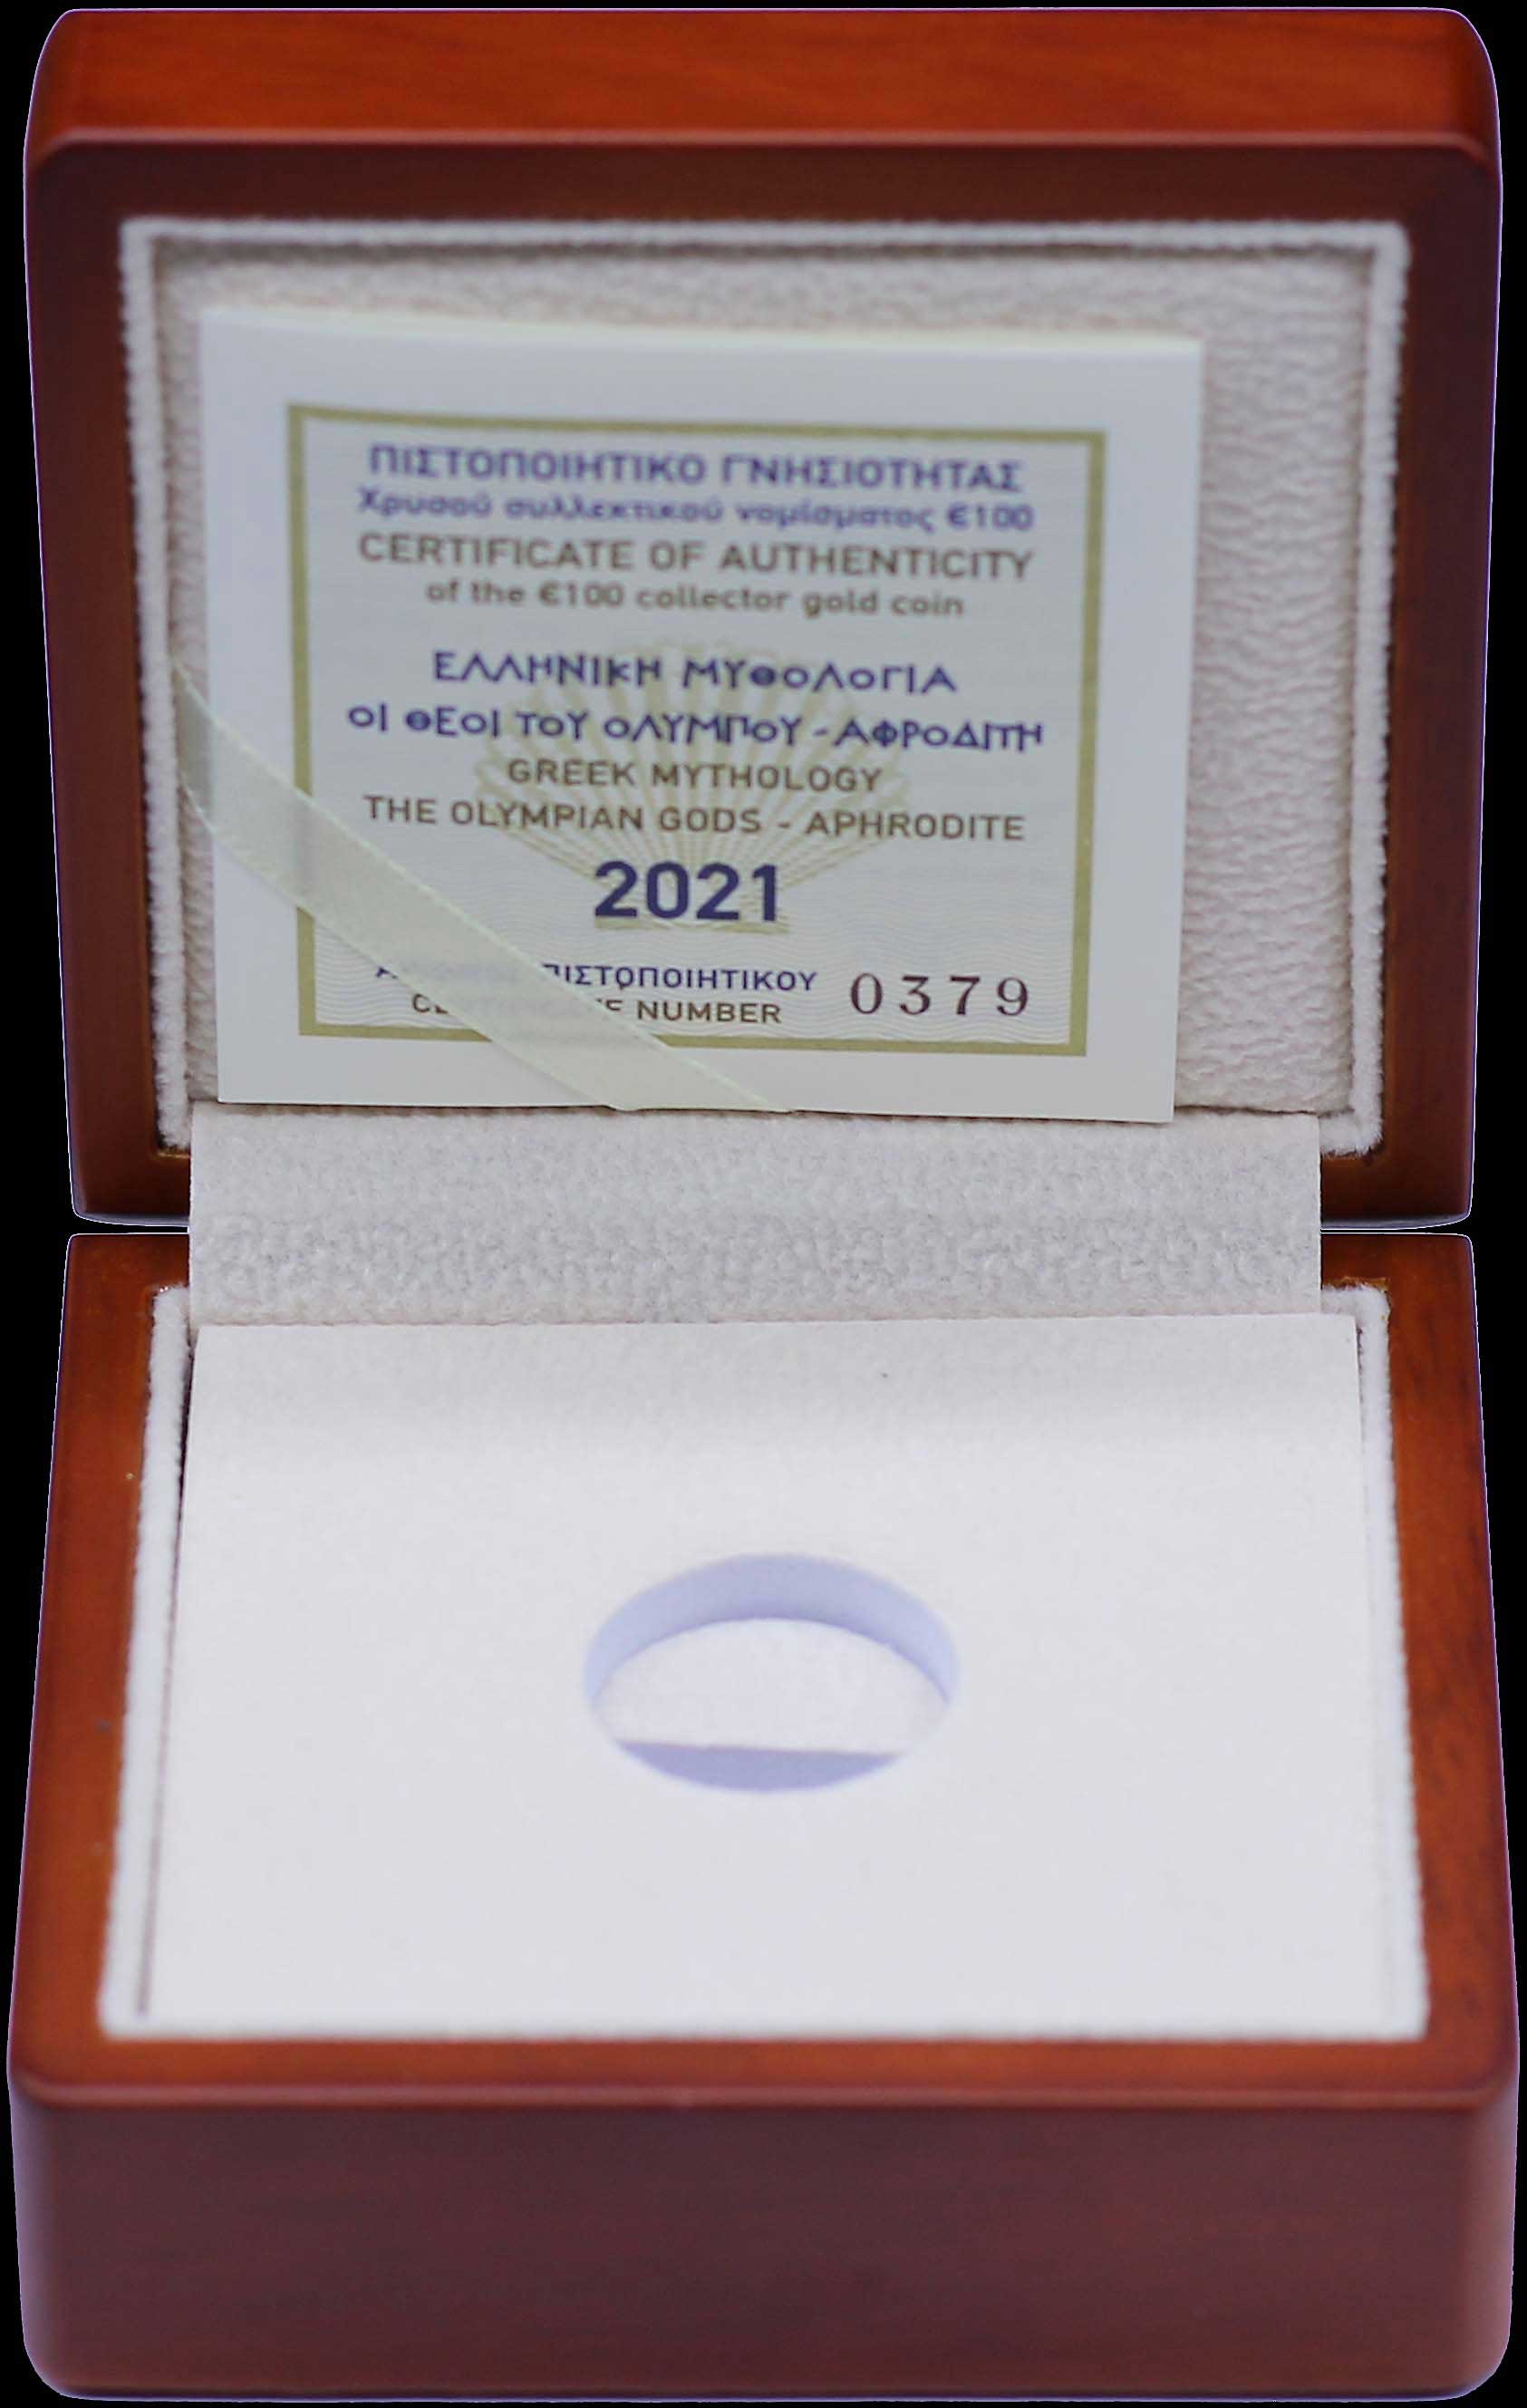 ΠΙΣΤΟΠΟΙΗΤΙΚΟ ΓΝΗΣΙΟΤΗΤΑΣ
Χρυσού συλλεκτικού νομίσματος €100
CERTIFICATE OF AUTHENTICITY
of the €100 collector gold coin
ΕΛΛΗΝΙΚΗ ΜΥΘΟΛΟΓΙΑ
ΟΙ ΘΕΟΙ ΤΟΥ ΟΛΥΜΠΟΥ - ΑΦΡΟΔΙΤΗ
GREEK MYTHOLOGY
THE OLYMPIAN GODS - APHRODITE
2021
ΠΙΣΤΟΠΟΙΗΤΙΚΟΥ 0379
NUMBER